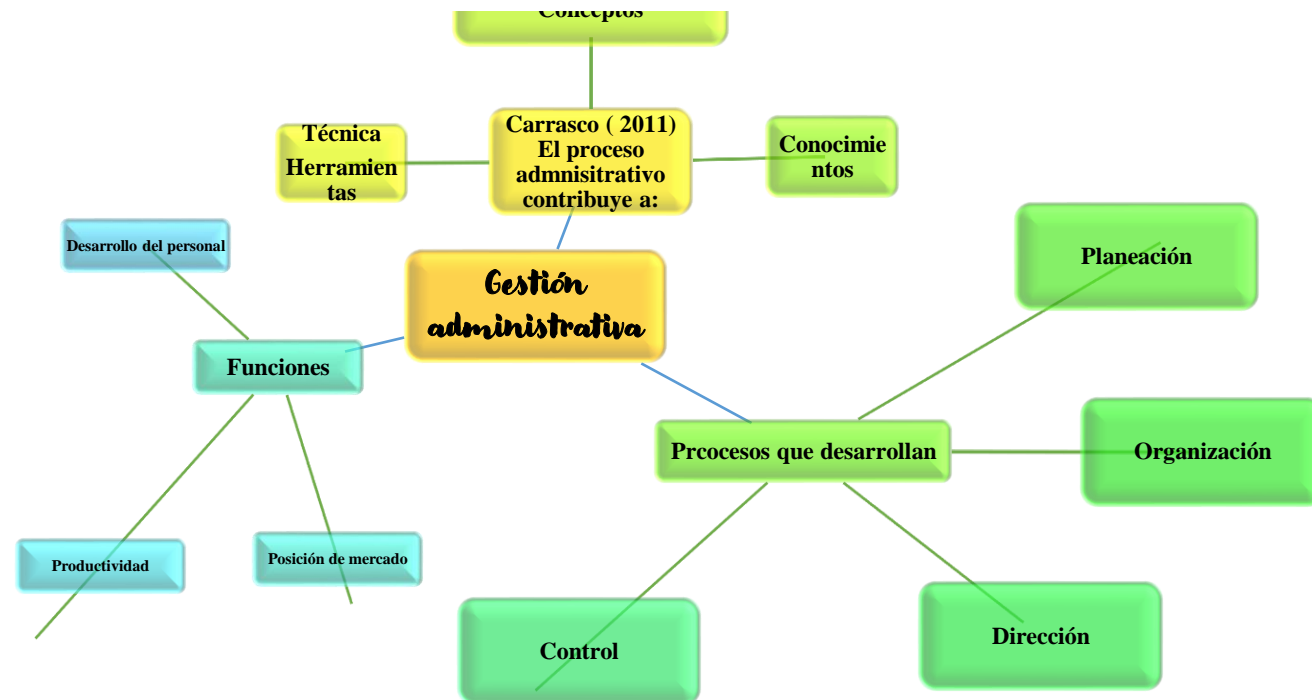 Conceptos
Carrasco ( 2011)
El proceso
admnisitrativo
contribuye a:
Técnica
Herramien
tas
Conocimie
ntos
Desarrollo del personal
Gestión
administrativa
Planeación
Funciones
Prcocesos que desarrollan
Organización
Productividad
Posición de mercado
Control
Dirección